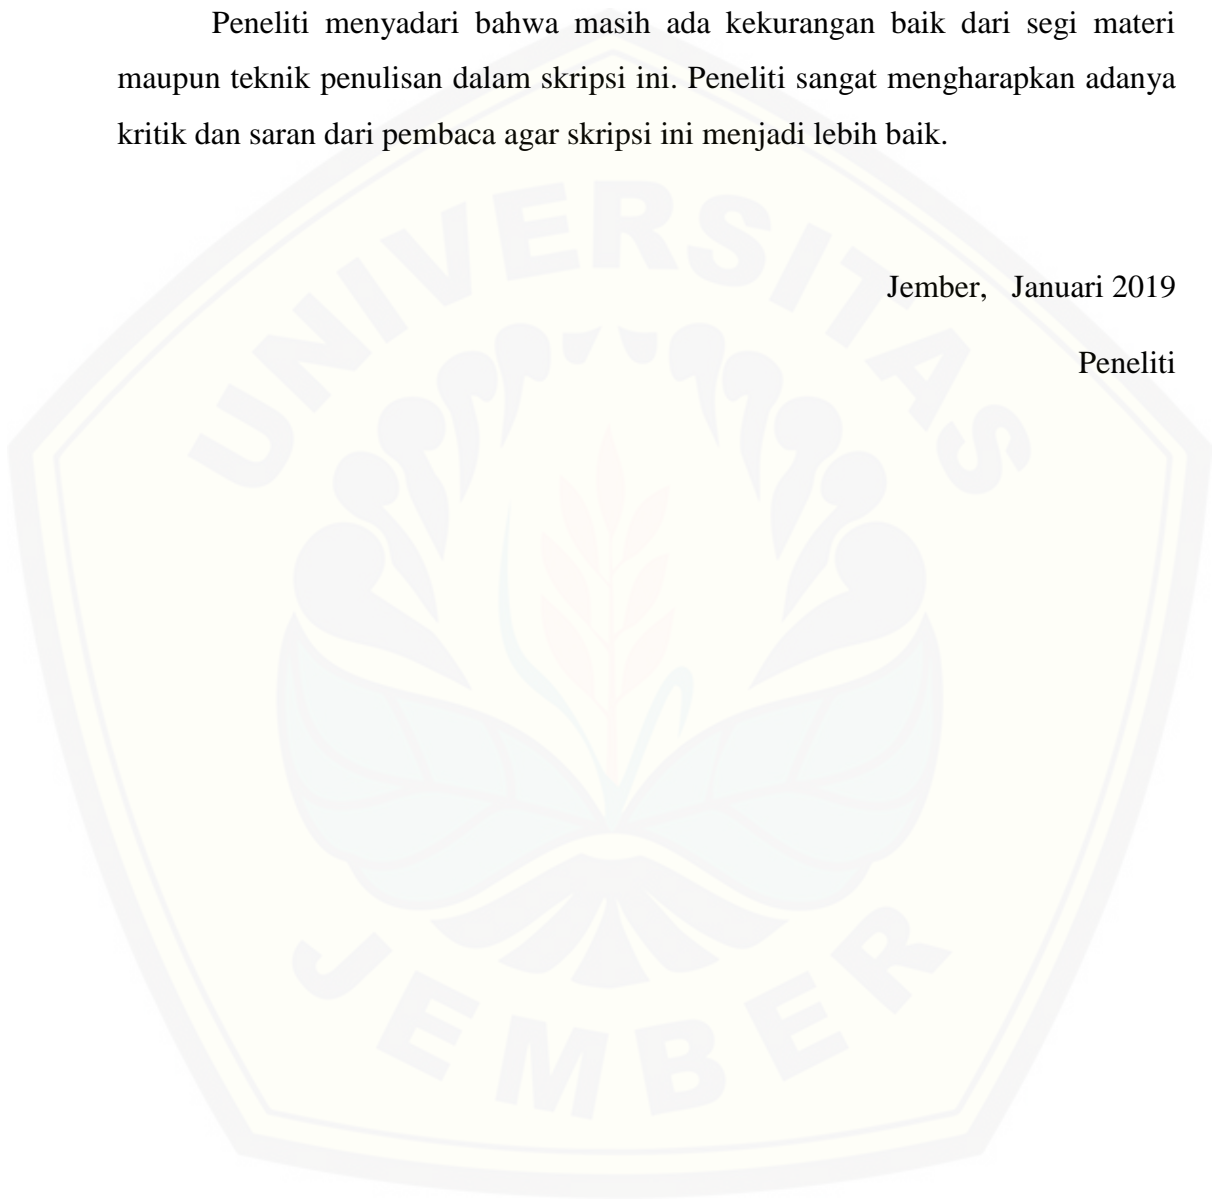 Peneliti menyadari bahwa masih ada kekurangan baik dari segi materi
maupun teknik penulisan dalam skripsi ini. Peneliti sangat mengharapkan adanya
kritik dan saran dari pembaca agar skripsi ini menjadi lebih baik.
Jember, Januari 2019
Peneliti
UNIVERSITAS
JEMBER